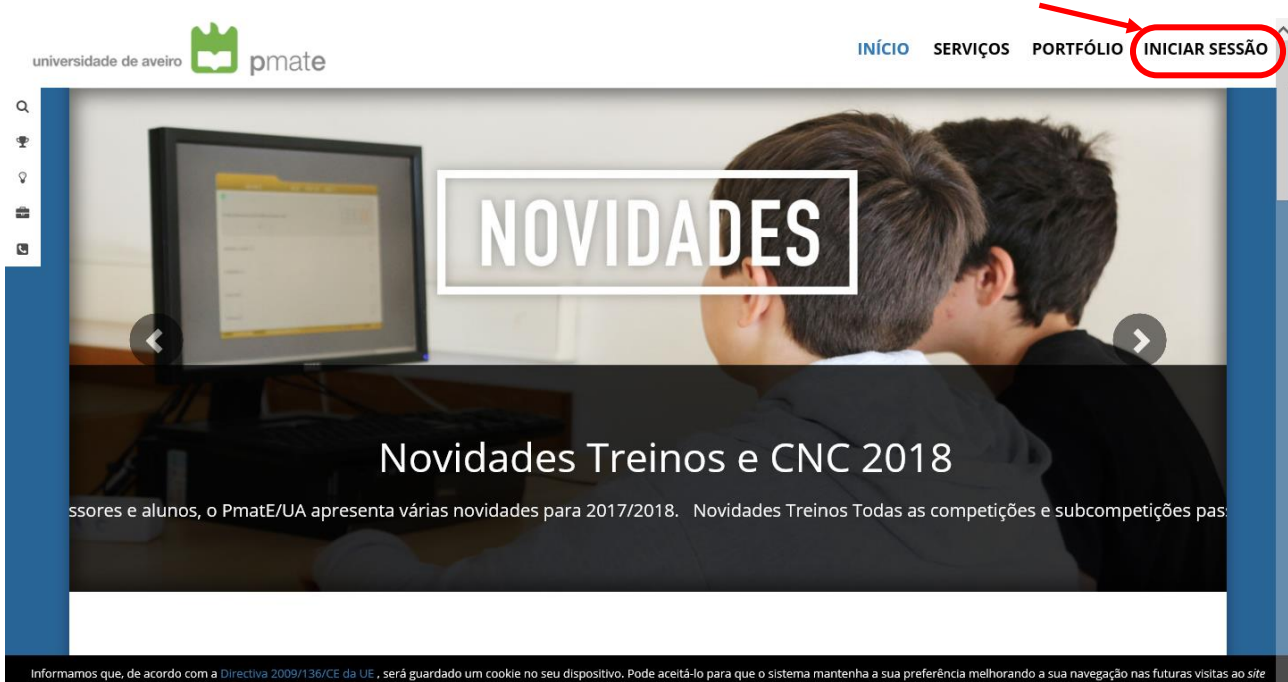 universidade de aveiro
pmate
INÍCIO SERVIÇOS PORTFÓLIO INICIAR SESSÃO
NOVIDADES
Novidades Treinos e CNC 2018
ssores e alunos, o PmatE/UA apresenta várias novidades para 2017/2018. Novidades Treinos Todas as competições e subcompetições pas
Informamos que, de acordo com a Directiva 2009/136/CE da UE , será guardado um cookie no seu dispositivo. Pode aceitá-lo para que o sistema mantenha a sua preferência melhorando a sua navegação nas futuras visitas ao site